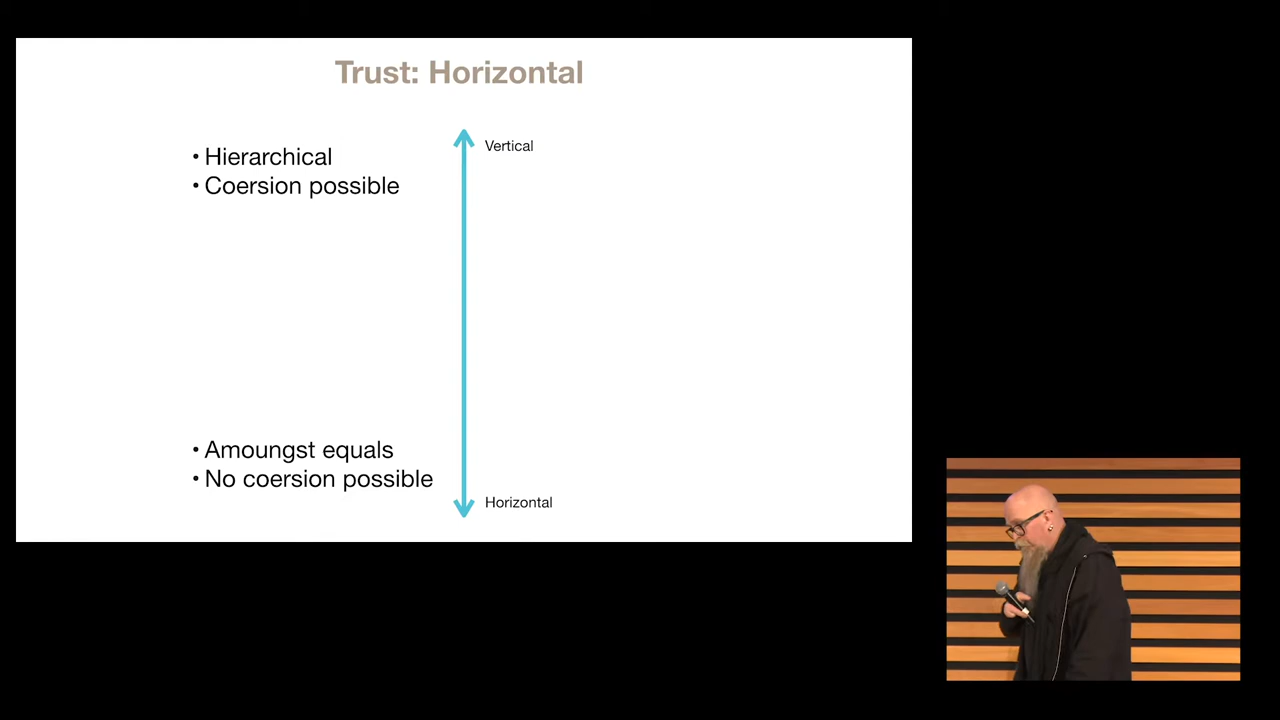 Trust: Horizontal
Vertical
• Hierarchical
• Coersion possible
• Amoungst equals
• No coersion possible
Horizontal